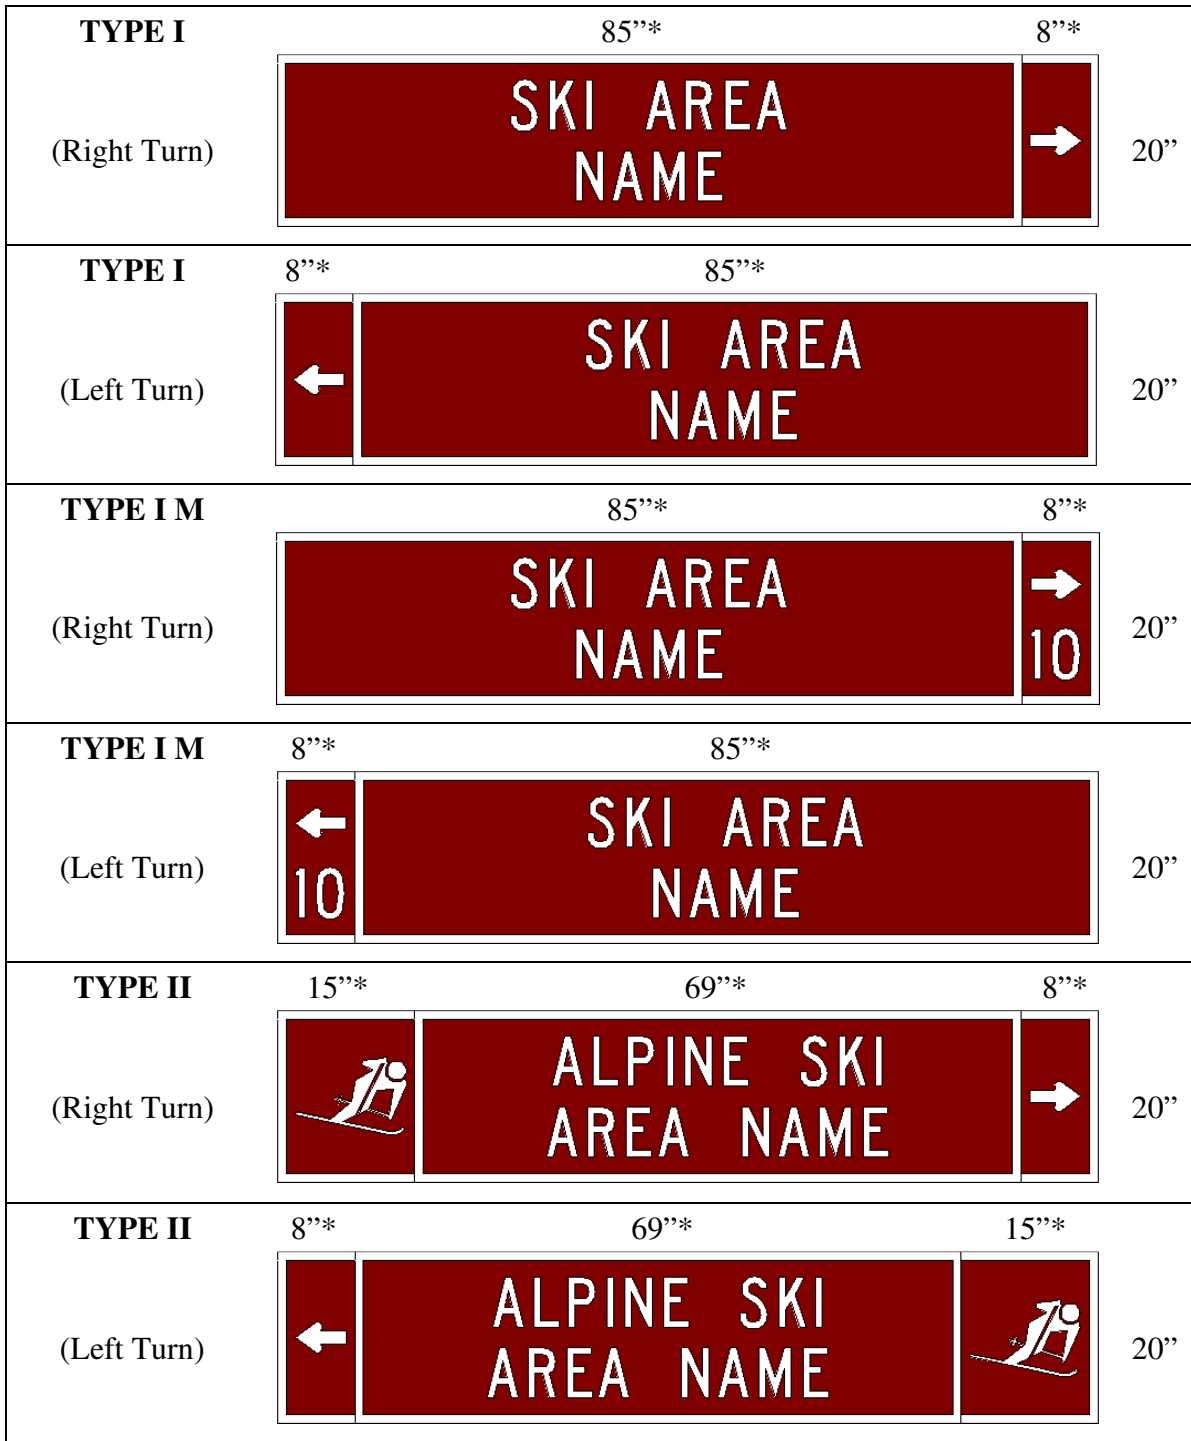 TYPE I 85”* 8”*
SKI AREA
(Right Turn) 20”
NAME
TYPE I 8”* 85”*
SKI AREA
(Left Turn) 20”
NAME
TYPE I M 85”* 8”*
SKI AREA
(Right Turn) 20”
NAME 10
TYPE I M 8”* 85”*
SKI AREA
(Left Turn) 20”
10 NAME
TYPE II 15”* 69”* 8”*
ALPINE SKI
(Right Turn) 20”
AREA NAME
TYPE II 8”* 69”* 15”*
ALPINE SKI
(Left Turn) 20”
AREA NAME